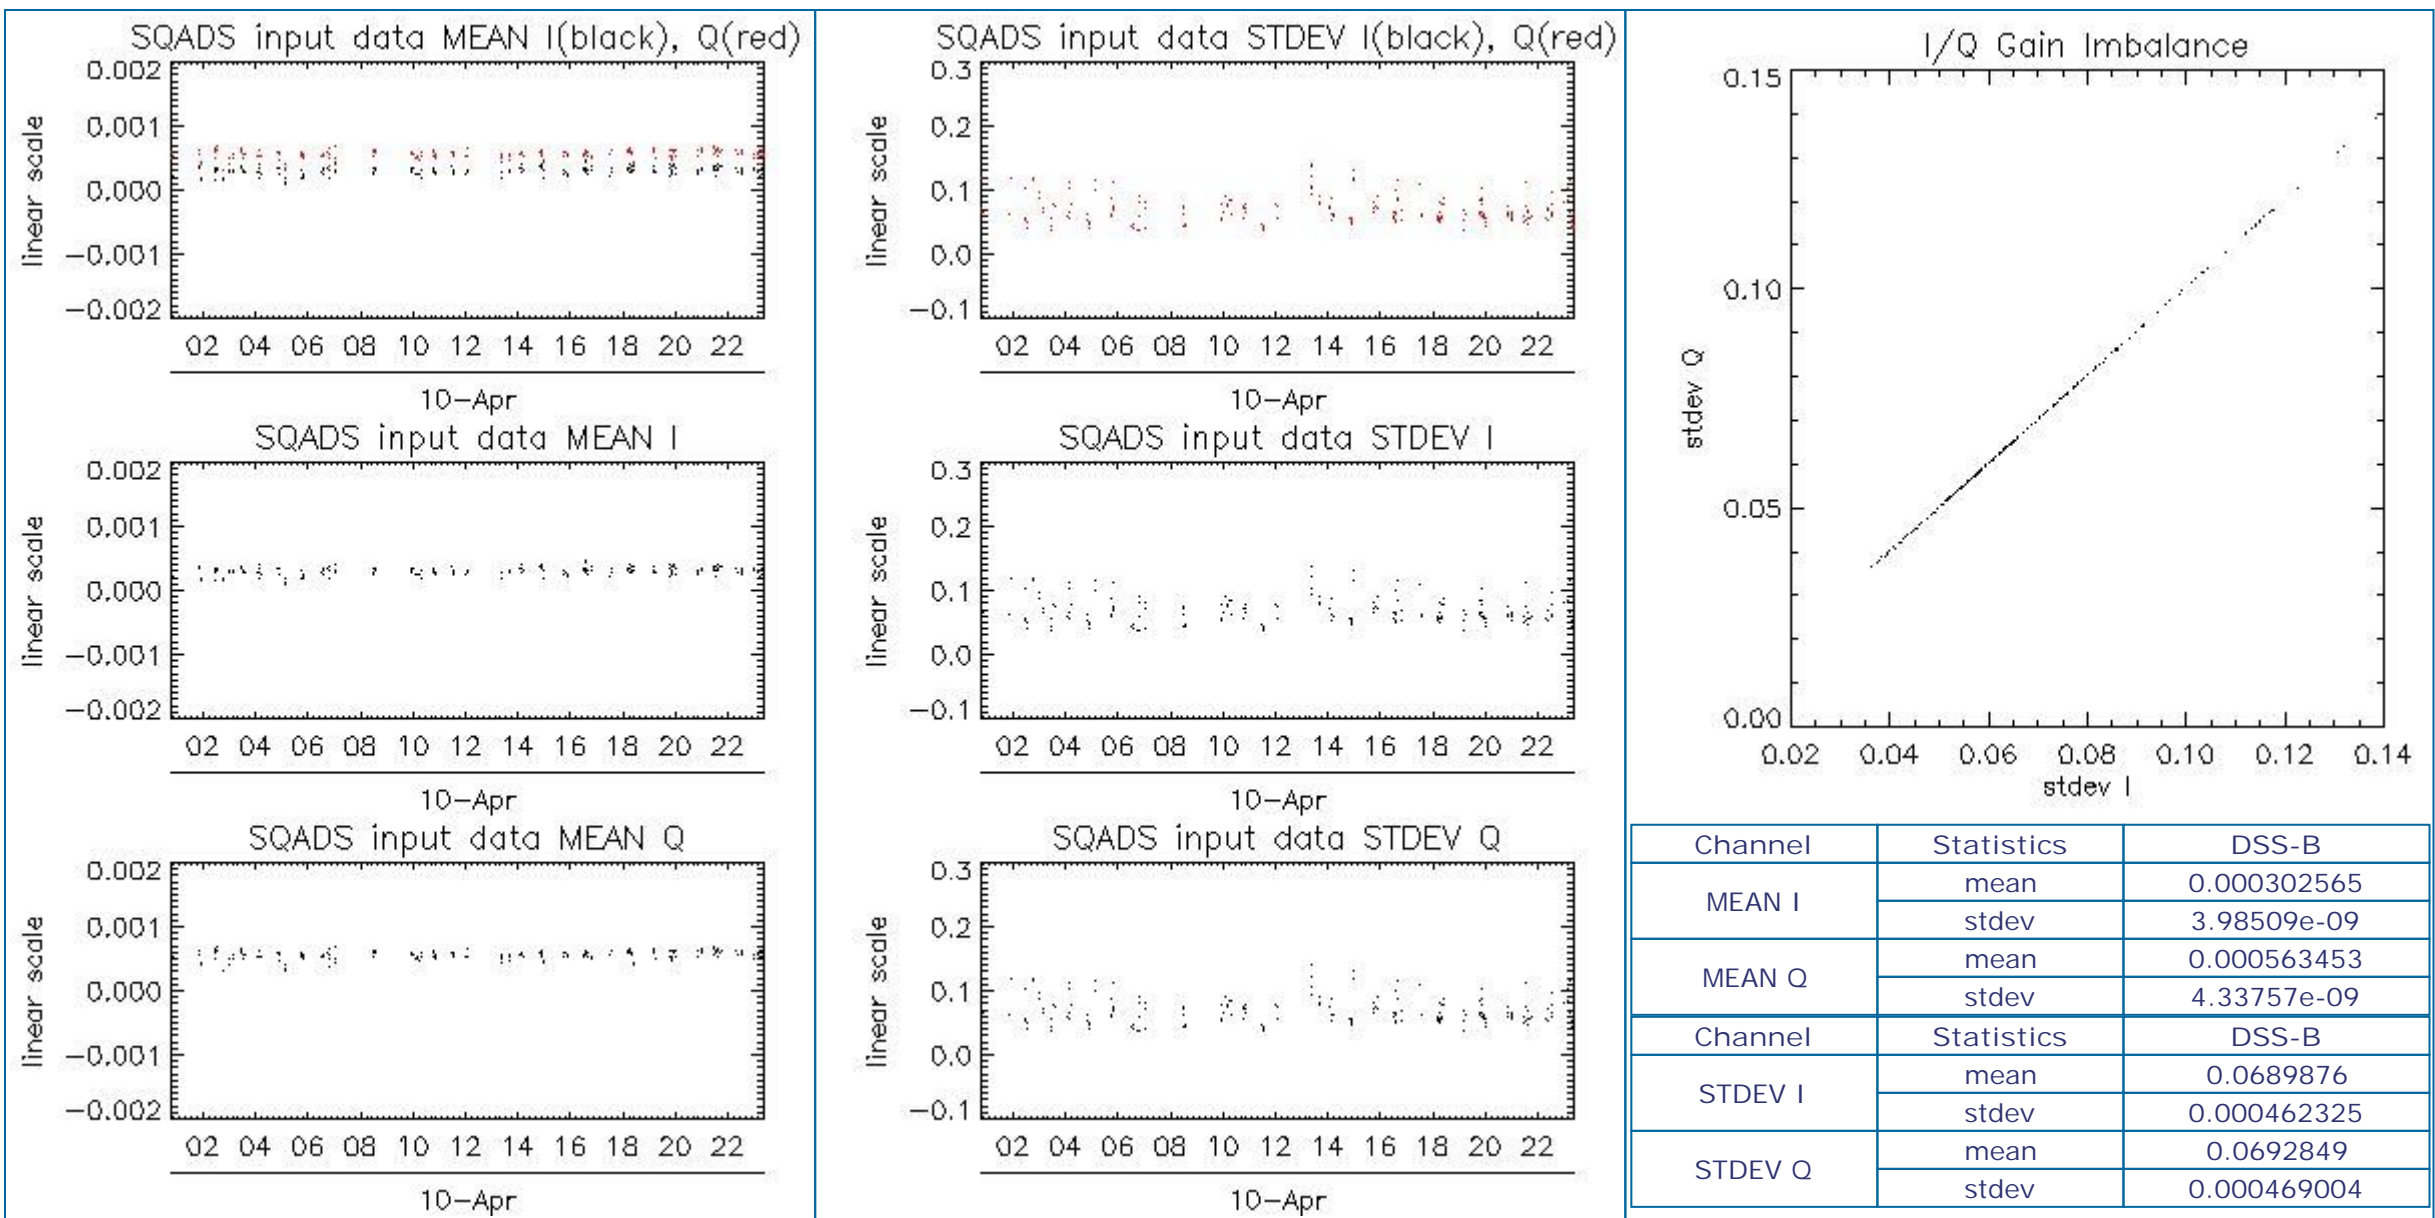 SQADS input data MEAN I(black), Q(red)
linear scale
0.002
0.001
0.000
−0.001
−0.002
02 04 06 08 10 12 14 16 18 20 22
10−Apr
SQADS input data MEAN I
linear scale
0.002
0.001
0.000
−0.001
−0.002
02 04 06 08 10 12 14 16 18 20 22
10−Apr
SQADS input data MEAN Q
linear scale
0.002
0.001
0.000
−0.001
−0.002
02 04 06 08 10 12 14 16 18 20 22
10−Apr
SQADS input data STDEV I(black), Q(red)
linear scale
0.3
0.2
0.1
0.0
−0.1
02 04 06 08 10 12 14 16 18 20 22
10−Apr
SQADS input data STDEV I
linear scale
0.3
0.2
0.1
0.0
−0.1
02 04 06 08 10 12 14 16 18 20 22
10−Apr
SQADS input data STDEV Q
linear scale
0.3
0.2
0.1
0.0
−0.1
02 04 06 08 10 12 14 16 18 20 22
10−Apr
I/Q Gain Imbalance
stdev Q
0.15
0.10
0.05
0.00
0.02 0.04 0.06 0.08 0.10 0.12 0.14
stdev I
Channel Statistics DSS-B
MEAN I mean 0.000302565
stdev 3.98509e-09
MEAN Q mean 0.000563453
stdev 4.33757e-09
Channel Statistics DSS-B
STDEV I mean 0.0689876
stdev 0.000462325
STDEV Q mean 0.0692849
stdev 0.000469004